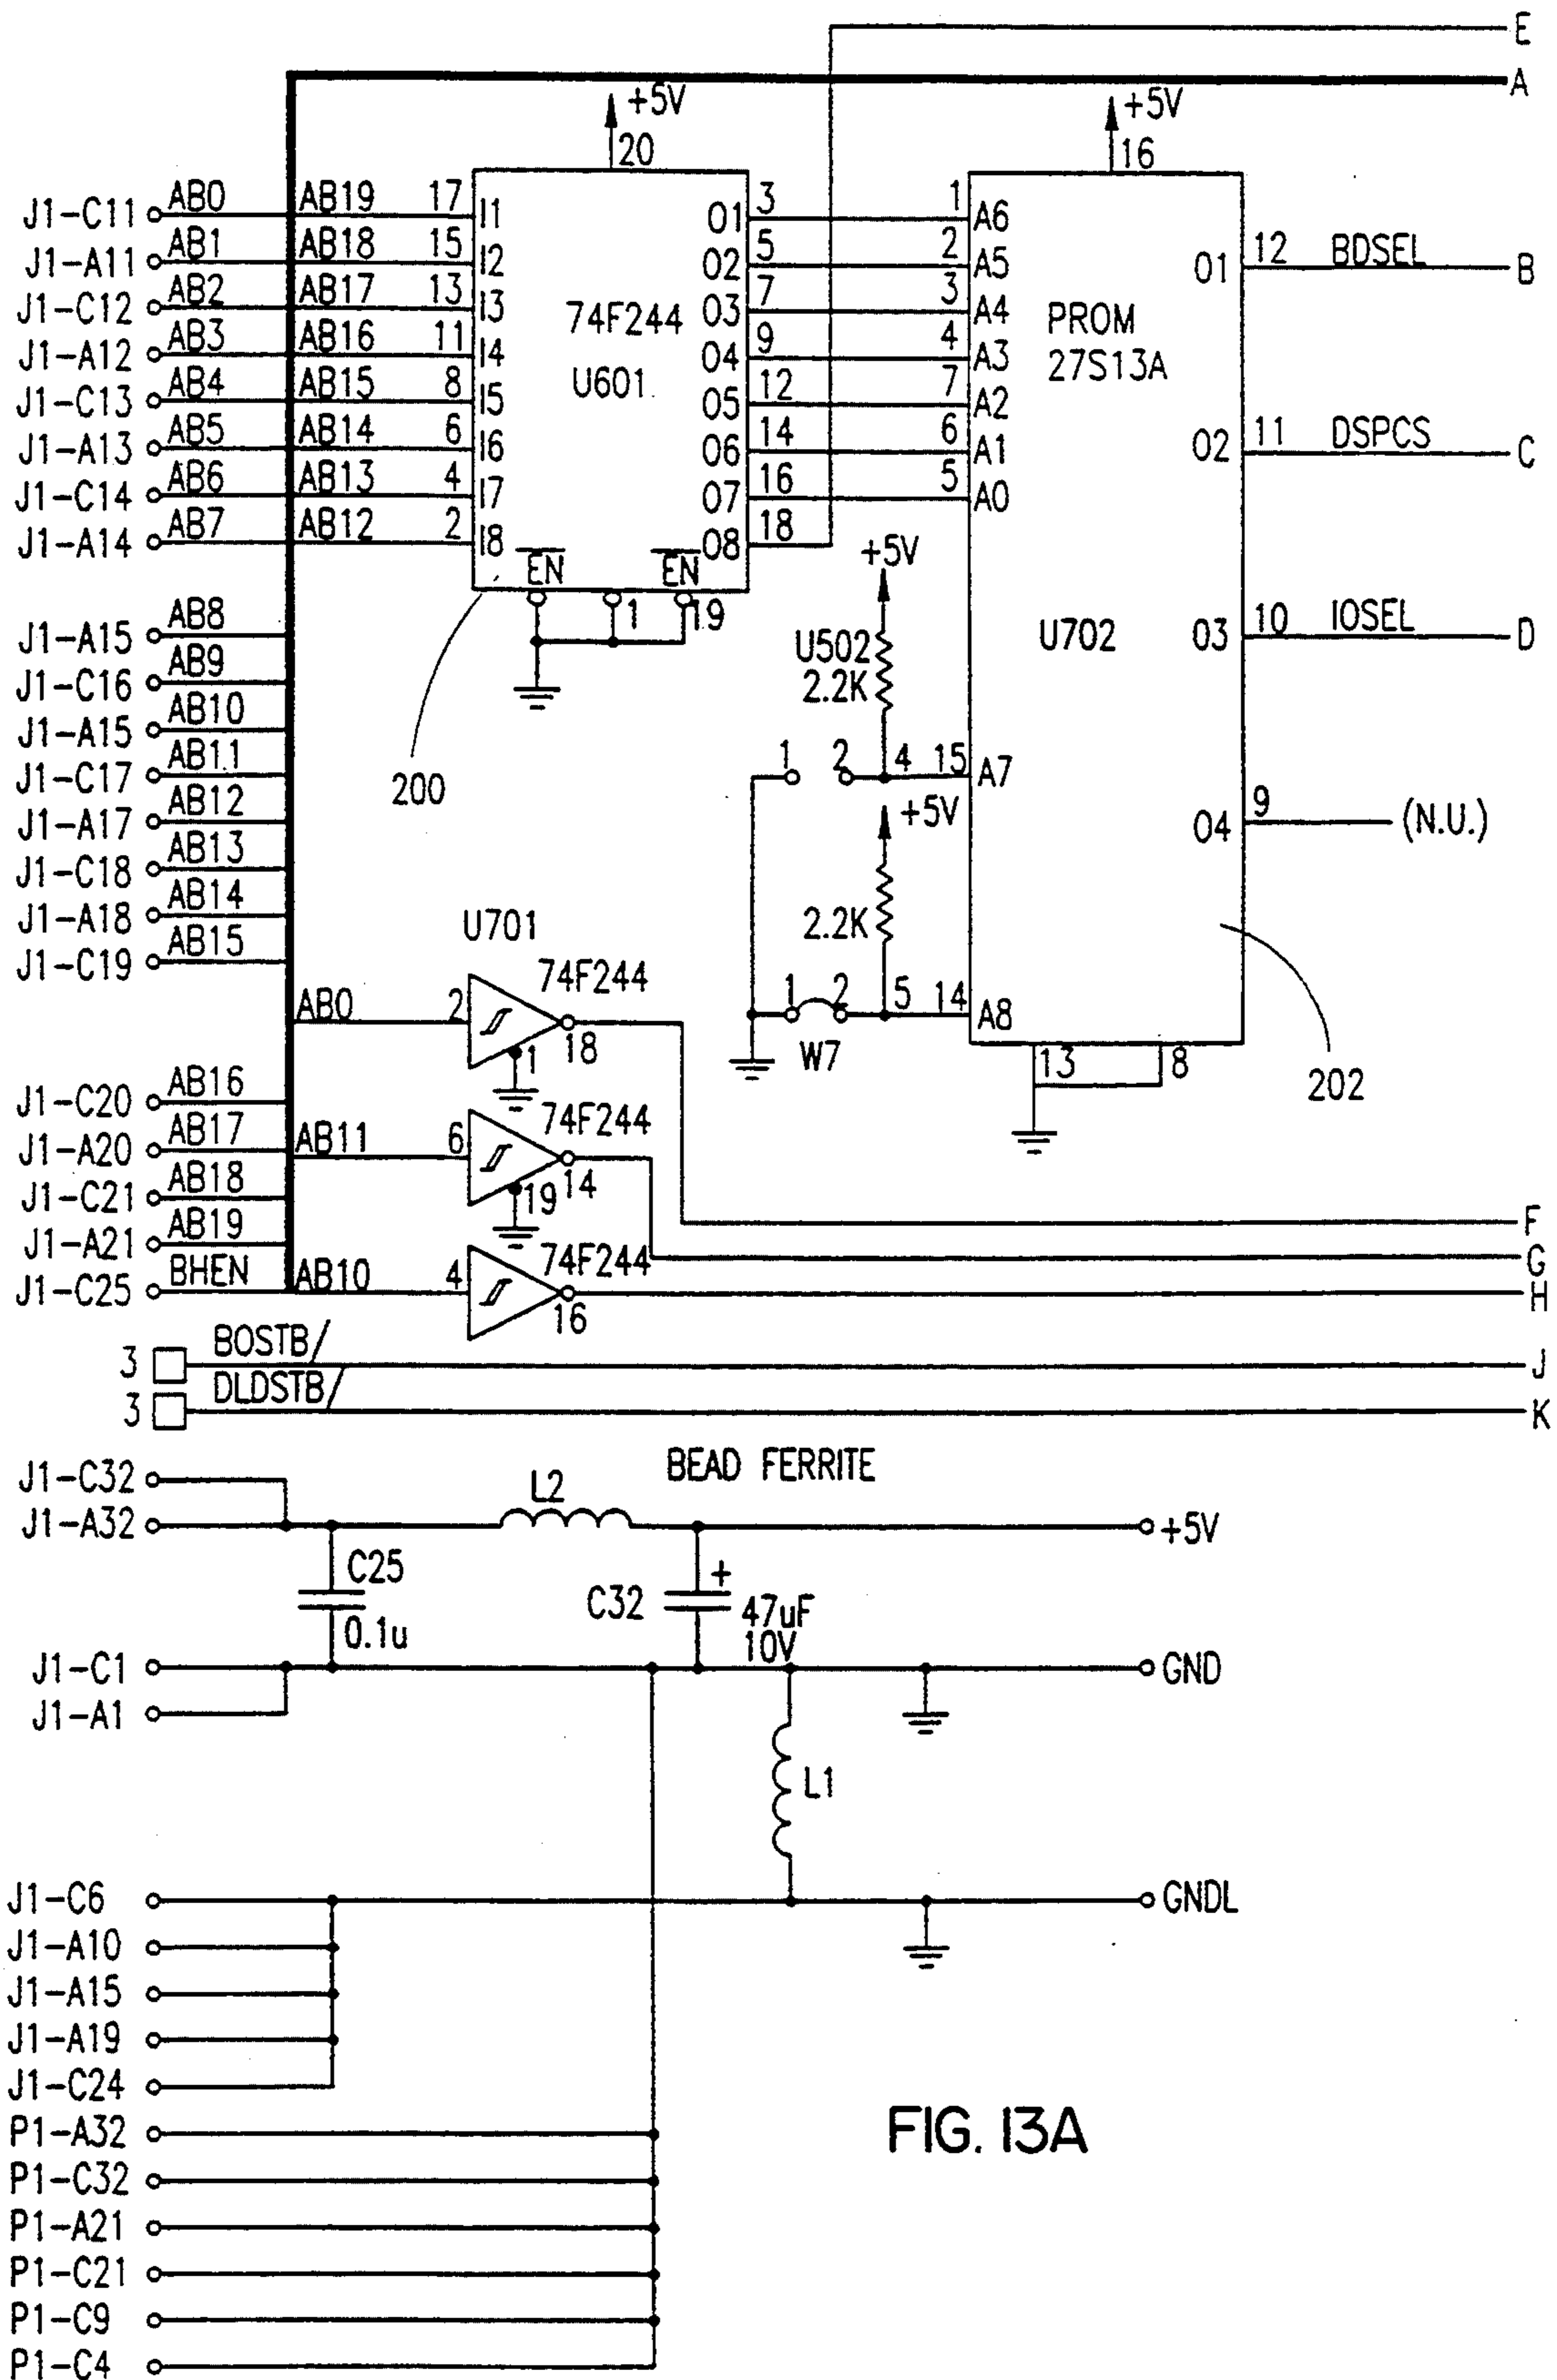 E
A
+5V
+5V
20
16
J1-C11 AB0 AB19 17 I1 O1 3 1 A6
J1-A11 AB1 AB18 15 I2 O2 5 2 A5 O1 12 BDSEL B
J1-C12 AB2 AB17 13 I3 74F244 O3 7 3 A4 PROM
J1-A12 AB3 AB16 11 I4 O4 9 4 A3 27S13A
J1-C13 AB4 AB15 8 I5 U601 O5 12 7 A2
J1-A13 AB5 AB14 6 I6 O6 14 6 A1 O2 11 DSPCS C
J1-C14 AB6 AB13 4 I7 O7 16 5 A0
J1-A14 AB7 AB12 2 I8 O8 18
EN EN +5V
1 19
J1-A15 AB8 U502 U702 O3 10 IOSEL D
J1-C16 AB9 2.2K
J1-A15 AB10
J1-C17 AB11 200 1 2 4 15 A7
J1-A17 AB12 +5V O4 9 (N.U.)
J1-C18 AB13
J1-A18 AB14 U701 2.2K
J1-C19 AB15 74F244
AB0 2 18 1 1 2 5 14 A8
W7 13 8 202
J1-C20 AB16
J1-A20 AB17 AB11 6 74F244
J1-C21 AB18 19 14
J1-A21 AB19 F
74F244 G
J1-C25 BHEN AB10 4 16 H
3 BOSTB/ J
3 DLDSTB/ K
BEAD FERRITE
J1-C32 L2
J1-A32 +5V
C25 C32 +
0.1u 47uF
10V
J1-C1 GND
J1-A1
L1
J1-C6 GNDL
J1-A10
J1-A15
J1-A19
J1-C24
P1-A32 FIG. 13A
P1-C32
P1-A21
P1-C21
P1-C9
P1-C4